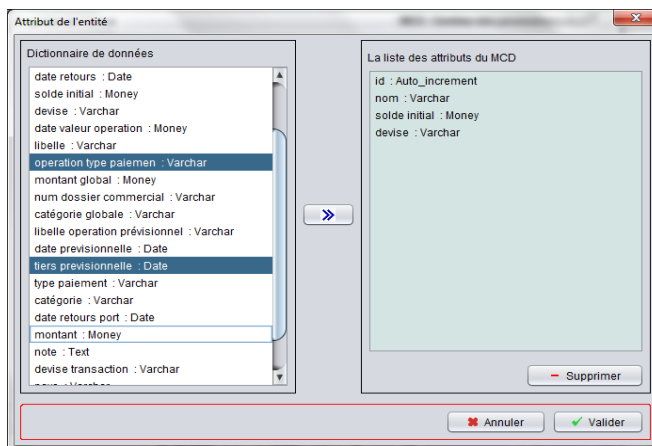 Attribut de l'entité
Dictionnaire de données
date retours : Date
solde initial : Money
devise : Varchar
date valeur operation : Money
libelle : Varchar
operation type paiemen : Varchar
montant global : Money
num dossier commercial : Varchar
catégorie globale : Varchar
libelle operation prévisionnel : Varchar
date previsionnelle : Date
tiers previsionnelle : Date
type paiement : Varchar
catégorie : Varchar
date retours port : Date
montant : Money
note : Text
devise transaction : Varchar
La liste des attributs du MCD
id : Auto_increment
nom : Varchar
solde initial : Money
devise : Varchar
Supprimer
Annuler
Valider